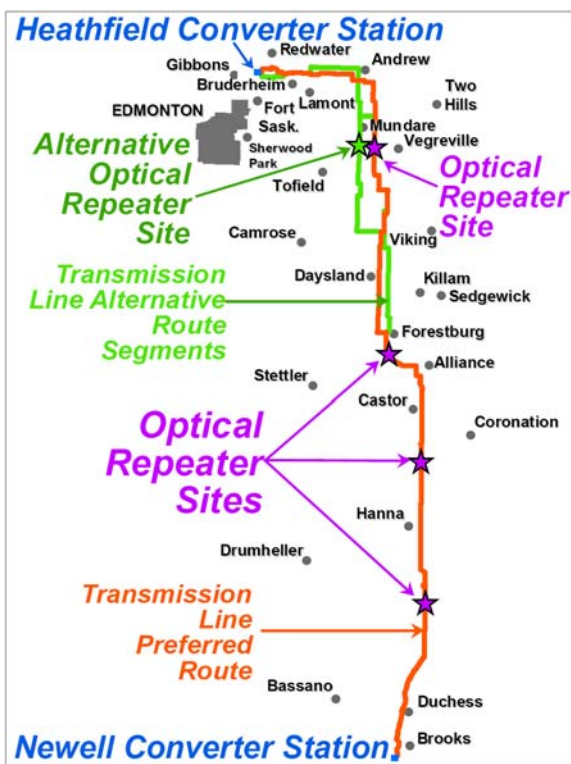 Heathfield Converter Station
Redwater
Gibbons
Andrew
Bruderheim
Two
Hills
Lamont
EDMONTON
Fort
Sask.
Mundare
Sherwood
Park
Vegreville
Alternative
Optical
Repeater
Site
Optical
Repeater
Site
Tofield
Camrose
Viking
Transmission
Line Alternative
Route
Segments
Daysland
Killam
Sedgewick
Forestburg
Alliance
Stettler
Castor
Coronation
Optical
Repeater
Sites
Hanna
Drumheller
Transmission
Line
Preferred
Route
Bassano
Duchess
Brooks
Newell Converter Station